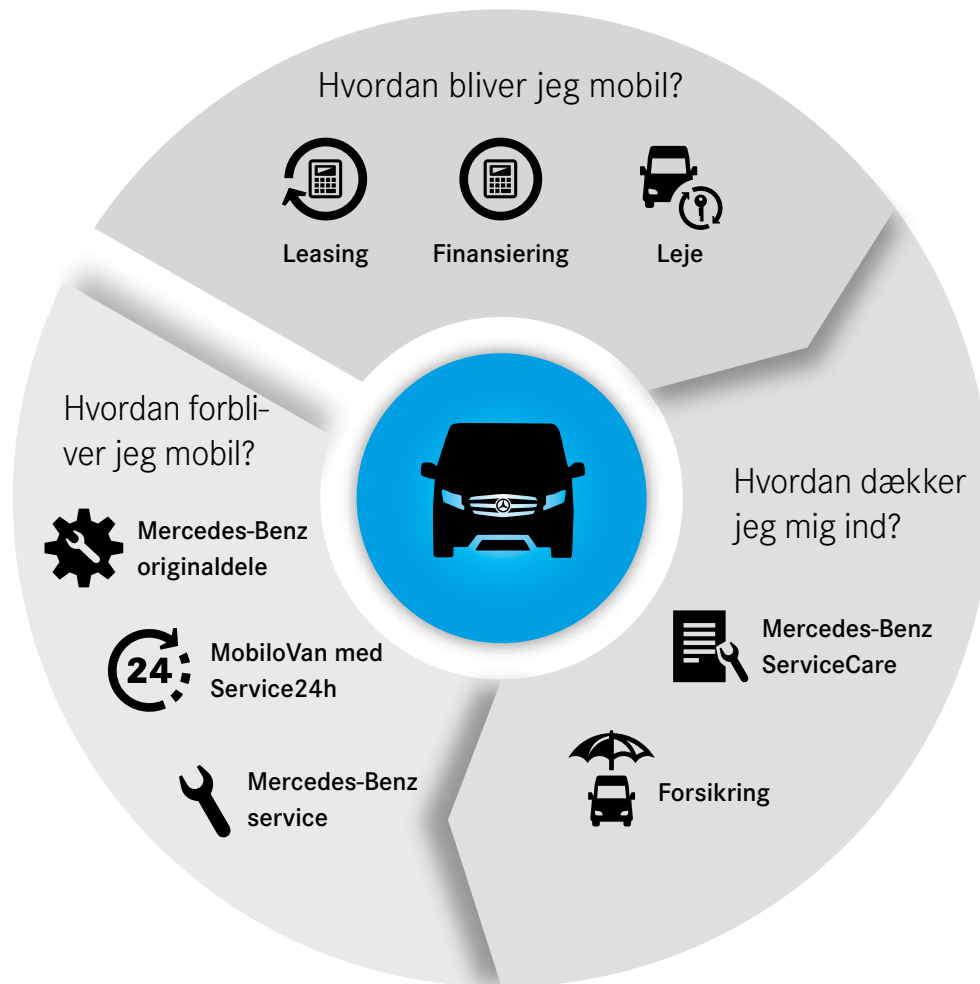 Hvordan bliver jeg mobil?
Leasing
Finansiering
Leje
Hvordan dækker
jeg mig ind?
Mercedes-Benz
ServiceCare
Forsikring
Hvordan forbli-
ver jeg mobil?
Mercedes-Benz
originaldele
24
MobiloVan med
Service24h
Mercedes-Benz
service